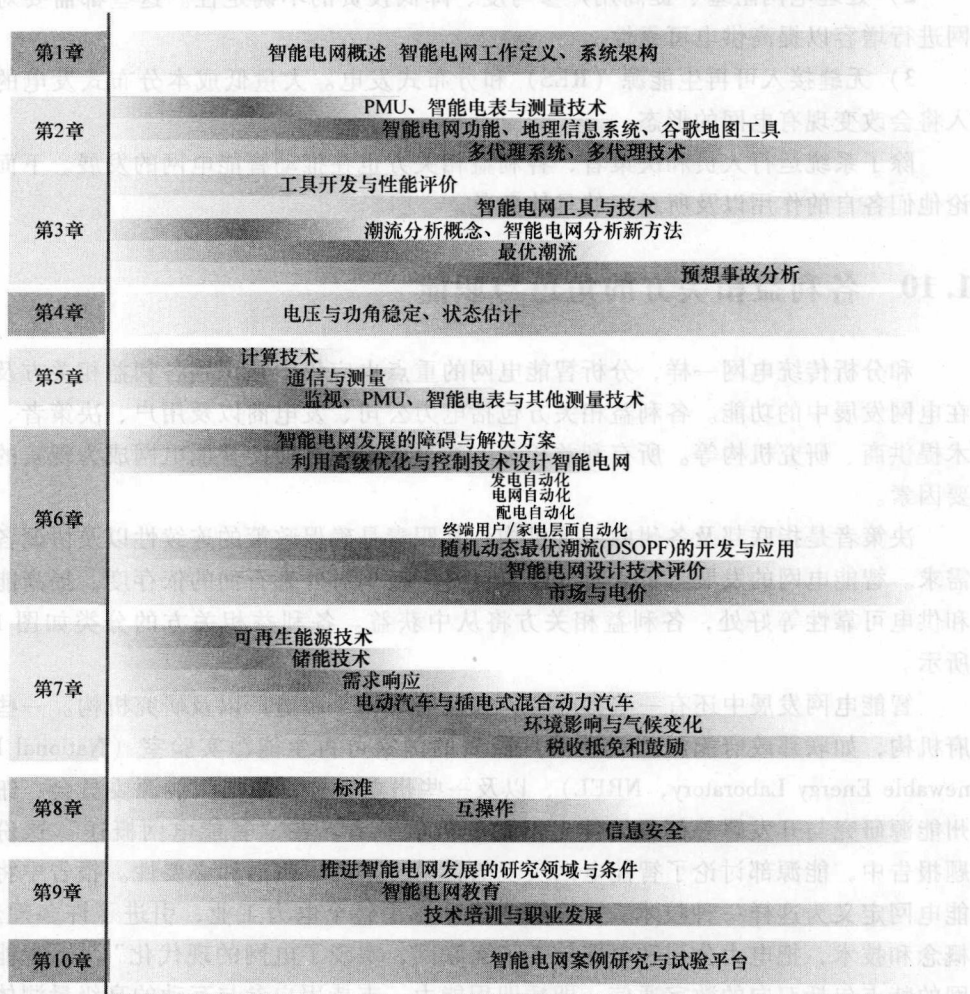 第1章 智能电网概述 智能电网工作定义、系统架构
第2章
PMU、智能电表与测量技术
智能电网功能、地理信息系统、谷歌地图工具
多代理系统、多代理技术
第3章
工具开发与性能评价
智能电网工具与技术
潮流分析概念、智能电网分析新方法
最优潮流
预想事故分析
第4章 电压与功角稳定、状态估计
第5章
计算技术
通信与测量
监视、PMU、智能电表与其他测量技术
第6章
智能电网发展的障碍与解决方案
利用高级优化与控制技术设计智能电网
发电自动化
电网自动化
配电自动化
终端用户/家电层面自动化
随机动态最优潮流(DSOPF)的开发与应用
智能电网设计技术评价
市场与电价
第7章
可再生能源技术
储能技术
需求响应
电动汽车与插电式混合动力汽车
环境影响与气候变化
税收抵免和鼓励
第8章
标准
互操作
信息安全
第9章
推进智能电网发展的研究领域与条件
智能电网教育
技术培训与职业发展
第10章 智能电网案例研究与试验平台